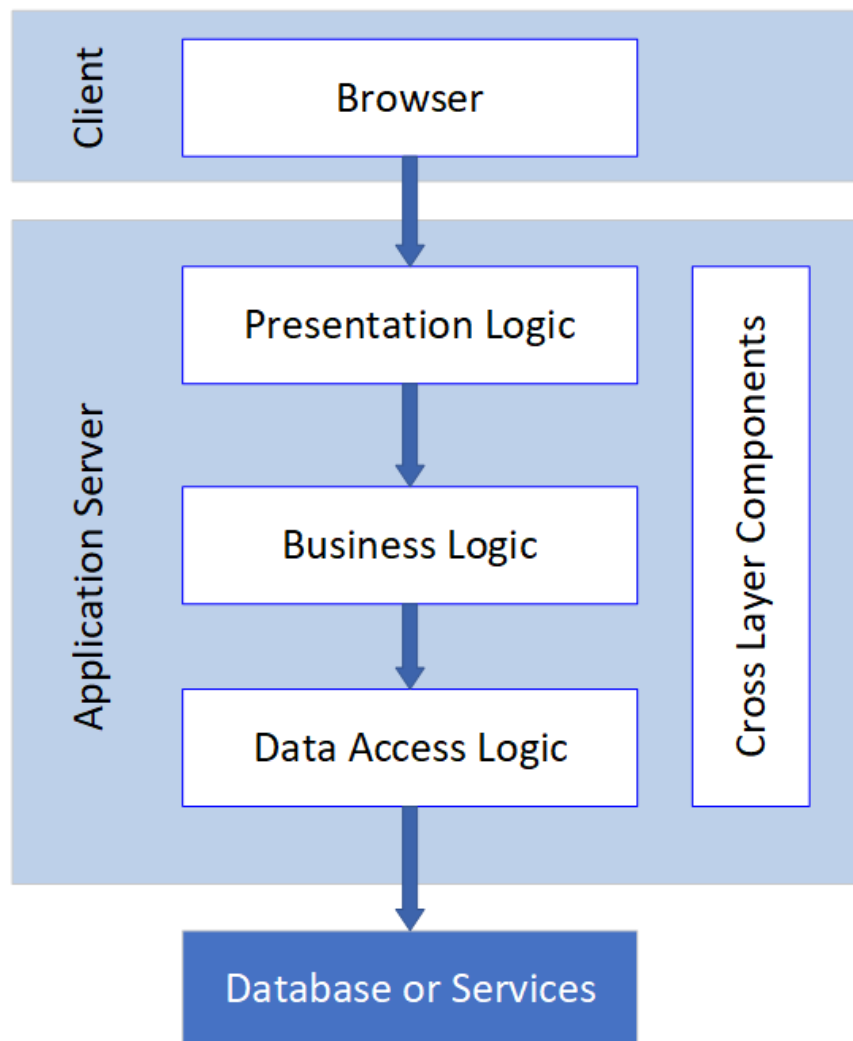 Client
Browser
Application Server
Presentation Logic
Business Logic
Data Access Logic
Cross Layer Components
Database or Services